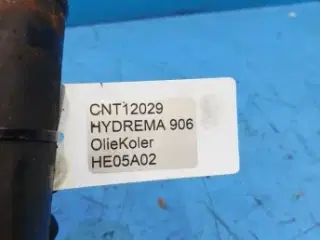 CNT12029
HYDREMA 906
OlieKoler
HE05A02